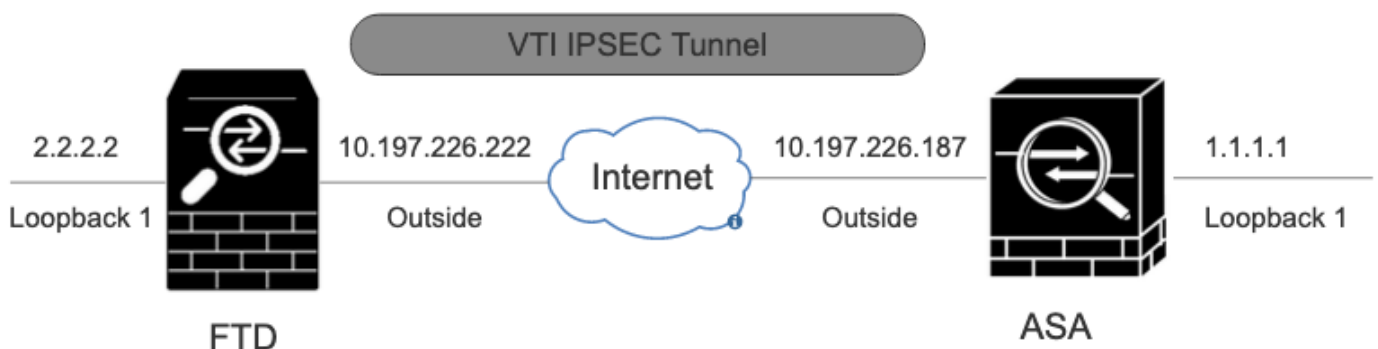 VTI IPSEC Tunnel
2.2.2.2
10.197.226.222
Internet
10.197.226.187
1.1.1.1
Loopback 1
Outside
Outside
Loopback 1
FTD
ASA